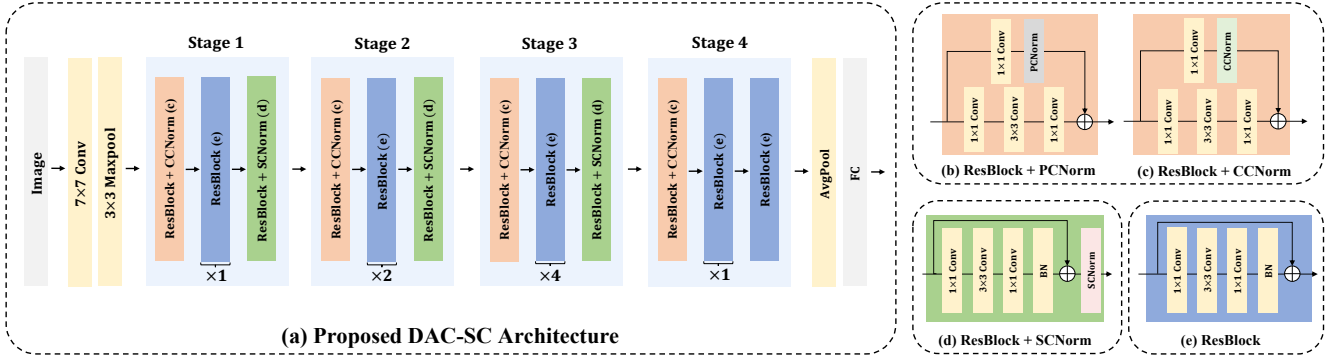 Stage 1
Stage 2
Stage 3
Stage 4
Image
7×7 Conv
3×3 Maxpool
ResBlock + CCNorm (c)
ResBlock (e)
ResBlock + SCNorm (d)
×1
ResBlock + CCNorm (c)
ResBlock (e)
ResBlock + SCNorm (d)
×2
ResBlock + CCNorm (c)
ResBlock (e)
ResBlock + SCNorm (d)
×4
ResBlock + CCNorm (c)
ResBlock (e)
ResBlock (e)
×1
AvgPool
FC
(a) Proposed DAC-SC Architecture
1×1 Conv
PCNorm
1×1 Conv
3×3 Conv
1×1 Conv
(b) ResBlock + PCNorm
1×1 Conv
CCNorm
1×1 Conv
3×3 Conv
1×1 Conv
(c) ResBlock + CCNorm
1×1 Conv
3×3 Conv
1×1 Conv
BN
SCNorm
(d) ResBlock + SCNorm
1×1 Conv
3×3 Conv
1×1 Conv
BN
(e) ResBlock